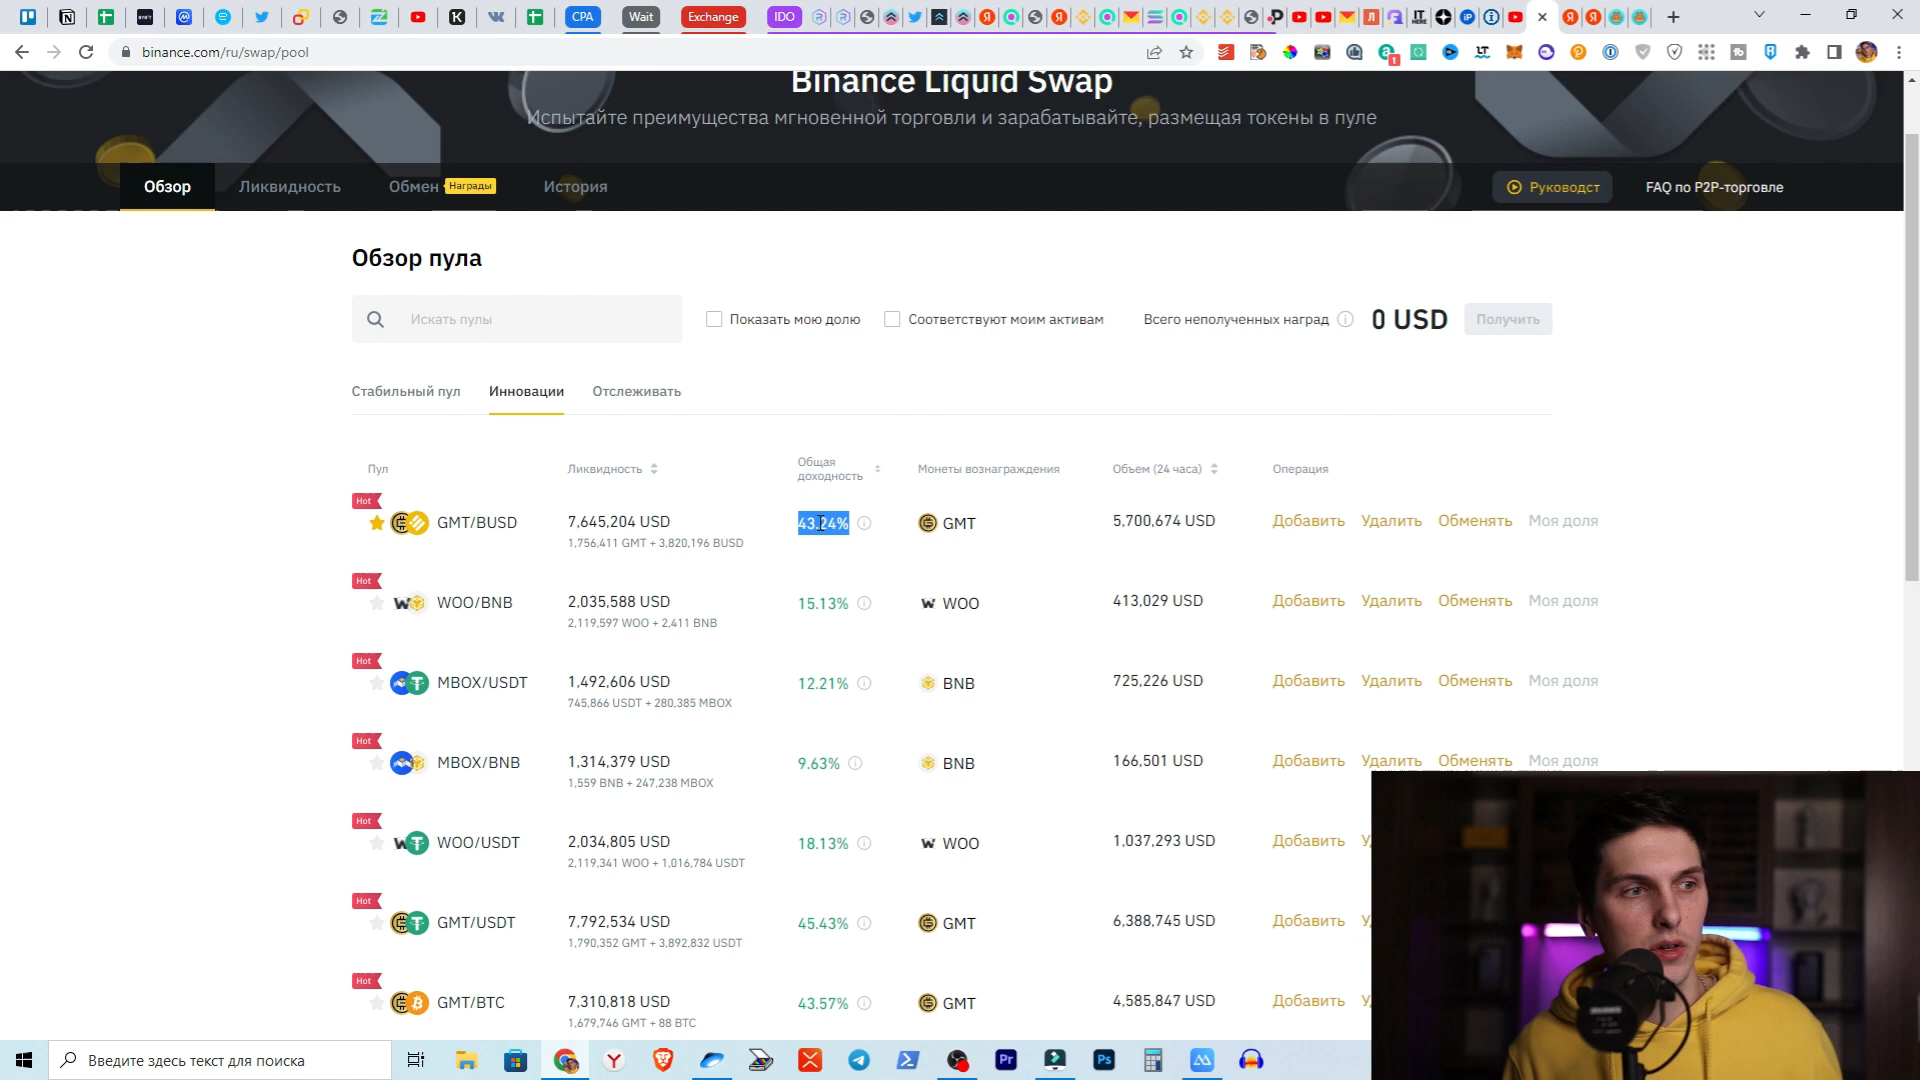 CPA
Wait
Exchange
IDO
binance.com/ru/swap/pool
Binance Liquid Swap
Испытайте преимущества мгновенной торговли и зарабатывайте, размещая токены в пуле
Обзор
Ликвидность
Обмен Награды
История
Руководст
FAQ по P2P-торговле
Обзор пула
Искать пулы
Показать мою долю
Соответствуют моим активам
Всего неполученных наград
0 USD
Получить
Стабильный пул
Инновации
Отслеживать
Пул
Ликвидность
Общая
доходность
Монеты вознаграждения
Объем (24 часа)
Операция
Hot
GMT/BUSD
7,645,204 USD
1,756,411 GMT + 3,820,196 BUSD
43.24%
GMT
5,700,674 USD
Добавить Удалить Обменять Моя доля
Hot
WOO/BNB
2,035,588 USD
2,119,597 WOO + 2,411 BNB
15.13%
WOO
413,029 USD
Добавить Удалить Обменять Моя доля
Hot
MBOX/USDT
1,492,606 USD
745,866 USDT + 280,385 MBOX
12.21%
BNB
725,226 USD
Добавить Удалить Обменять Моя доля
Hot
MBOX/BNB
1,314,379 USD
1,559 BNB + 247,238 MBOX
9.63%
BNB
166,501 USD
Добавить Удалить Обменять Моя доля
Hot
WOO/USDT
2,034,805 USD
2,119,341 WOO + 1,016,784 USDT
18.13%
WOO
1,037,293 USD
Добавить
Hot
GMT/USDT
7,792,534 USD
1,790,352 GMT + 3,892,832 USDT
45.43%
GMT
6,388,745 USD
Добавить
Hot
GMT/BTC
7,310,818 USD
1,679,746 GMT + 88 BTC
43.57%
GMT
4,585,847 USD
Добавить
Введите здесь текст для поиска
Pr
Ps